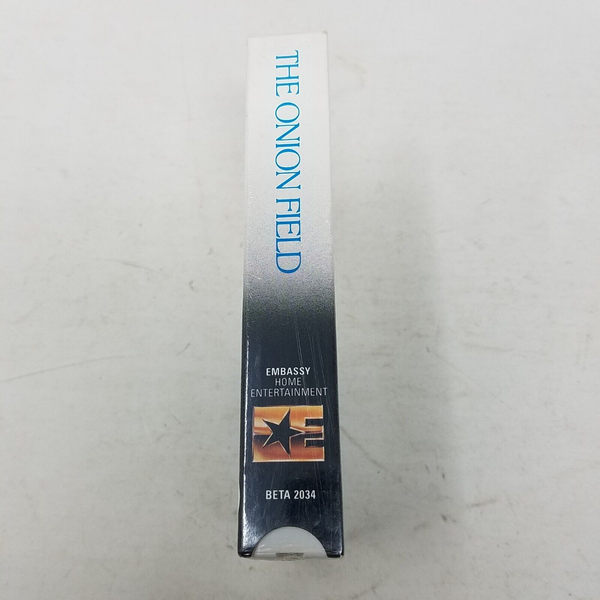 THE ONION FIELD
EMBASSY
HOME
ENTERTAINMENT
E
BETA 2034